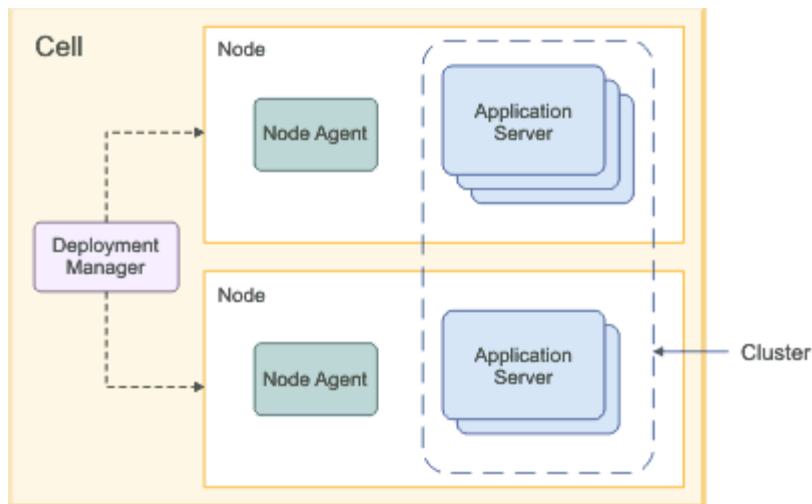 Cell
Node
Node Agent
Application
Server
Deployment
Manager
Node
Node Agent
Application
Server
Cluster